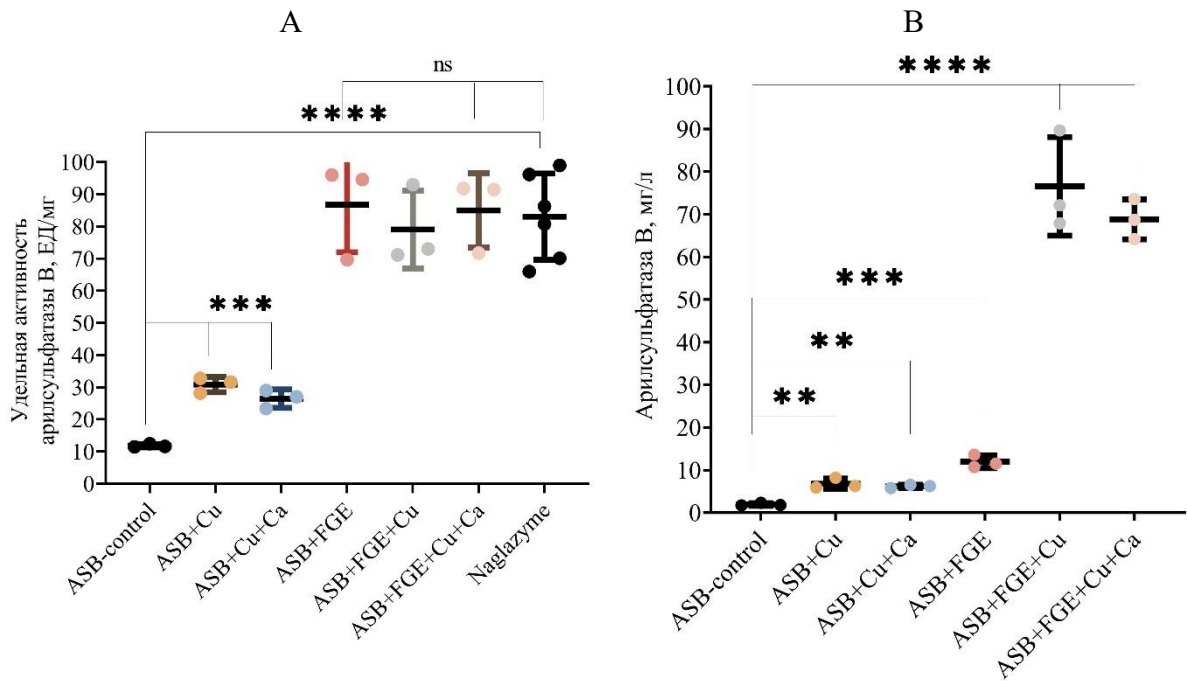 A
ns
****
***
Удельная активность
арилсульфатазы B, ЕД/мг
100
90
80
70
60
50
40
30
20
10
0
ASB-control
ASB+Cu
ASB+Cu+Ca
ASB+FGE
ASB+FGE+Cu
ASB+FGE+Cu+Ca
Naglazyme
B
****
***
**
**
Арилсульфатаза B, мг/л
100
90
80
70
60
50
40
30
20
10
0
ASB-control
ASB+Cu
ASB+Cu+Ca
ASB+FGE
ASB+FGE+Cu
ASB+FGE+Cu+Ca